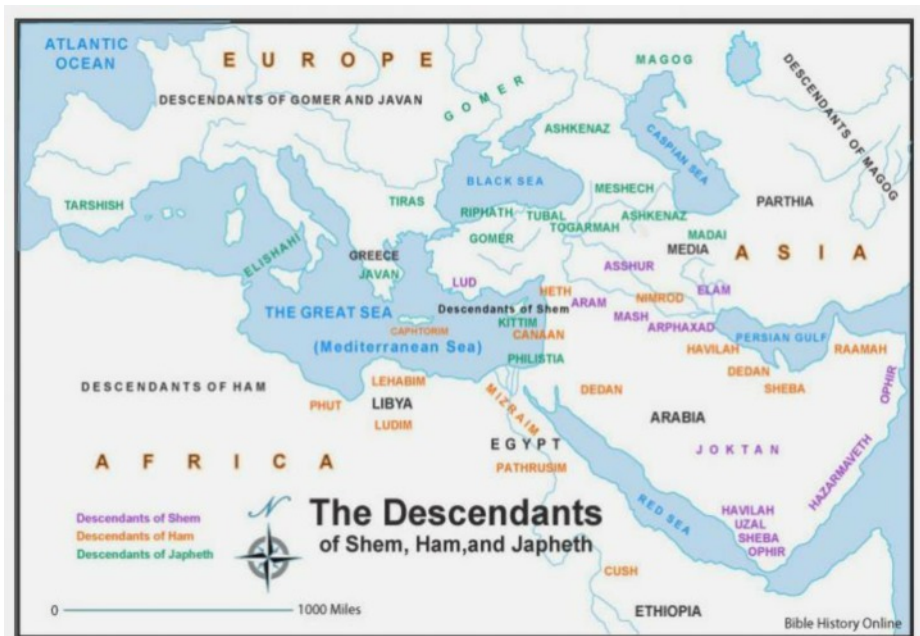 ATLANTIC
OCEAN
EUROPE
DESCENDANTS OF GOMER AND JAVAN
GOMER
MAGOG
DESCENDANTS OF MAGOG
ASHKENAZ
CASPIAN SEA
BLACK SEA
TARSHISH
TIRAS
MESHECH
PARTHIA
RIPHATH
TUBAL
ASHKENAZ
TOGARMAH
GOMER
MADAI
MEDIA
ASIA
ELISHAHI
GREECE
JAVAN
ASSHUR
LUD
HETH
ARAM
NIMROD
ELAM
THE GREAT SEA
Descendants of Shem
MASH
ARPHAXAD
KITTIM
CAPHTORIM
CANAAN
PERSIAN GULF
(Mediterranean Sea)
HAVILAH
RAAMAH
PHILISTIA
DEDAN
DESCENDANTS OF HAM
LEHABIM
MIZRAIM
DEDAN
SHEBA
OPHIR
PHUT
LIBYA
ARABIA
LUDIM
EGYPT
JOKTAN
AFRICA
PATHRUSIM
HAZARMAVETH
RED SEA
N
The Descendants
of Shem, Ham,and Japheth
Descendants of Shem
Descendants of Ham
Descendants of Japheth
HAVILAH
UZAL
SHEBA
OPHIR
CUSH
0 1000 Miles
ETHIOPIA
Bible History Online